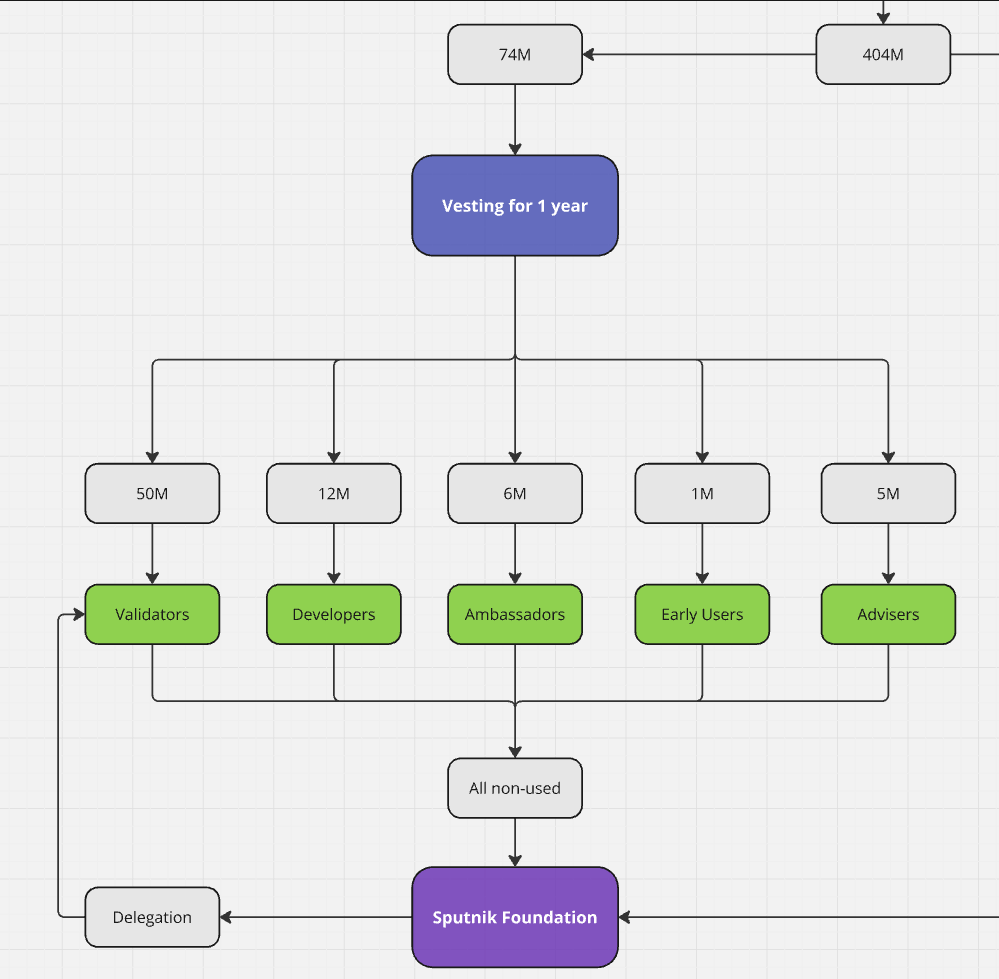 74M
404M
Vesting for 1 year
50M
12M
6M
1M
5M
Validators
Developers
Ambassadors
Early Users
Advisers
All non-used
Delegation
Sputnik Foundation